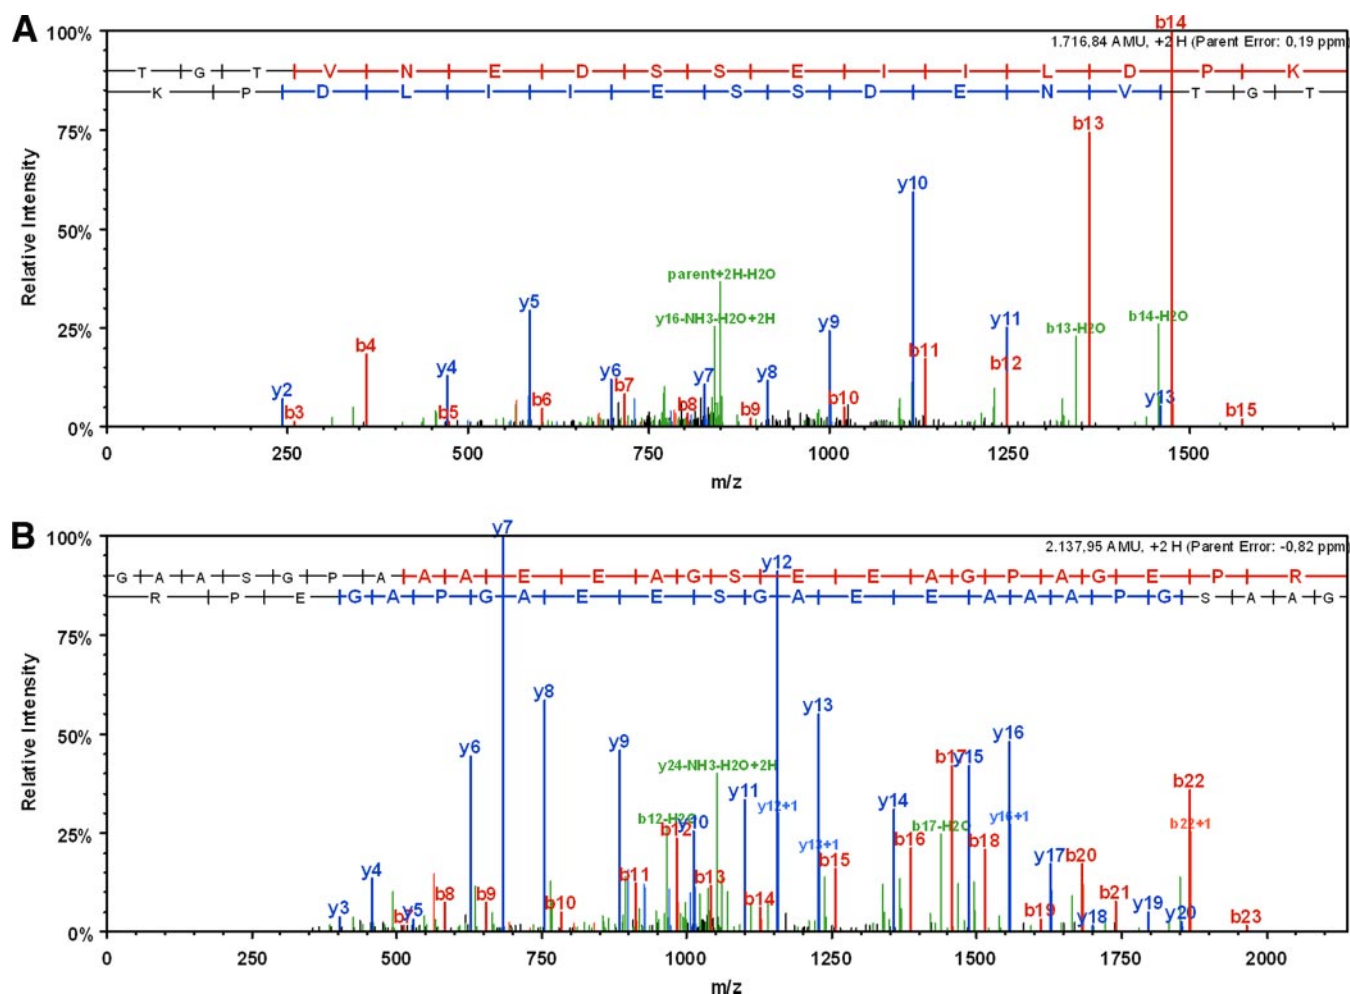 A
100%
b14
1.716,84 AMU, +2 H (Parent Error: 0,19 ppm)
T G T V N E D S S E I I L D P K
K P D L I I E S S D E N V T G T
b13
75%
y10
50%
parent+2H-H2O
y5
y16-NH3-H2O+2H
y9
y11
b13-H2O
b14-H2O
25%
b4
y4
y6
b7
y7
y8
b11
b12
y2
b3
b5
b6
b8
b9
b10
y13
b15
0%
Relative Intensity
0 250 500 750 1000 1250 1500
m/z
B
100%
y7
2.137,95 AMU, +2 H (Parent Error: -0,82 ppm)
y12
G A A S G P A A A E E A G S E E A G P A G E P R
R P E G A P G A E E S G A E E A A A P G S A A G
75%
y8
y13
50%
y6
y9
y16
b17
y15
y24-NH3-H2O+2H
y11
y12+1
y14
b22
25%
b12-H2O
b12
y10
y13+1
b17-H2O
y16+1
b22+1
b15
b16
b18
y4
b11
b13
y17
b20
y3
b7
y5
b8
b9
b10
b14
b19
y18
b21
y19
y20
b23
0%
Relative Intensity
0 250 500 750 1000 1250 1500 1750 2000
m/z